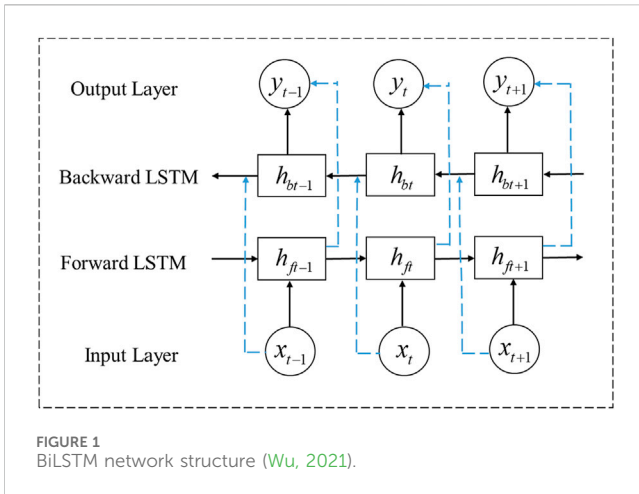 Output Layer y_{t-1} y_t y_{t+1}
Backward LSTM h_{bt-1} h_{bt} h_{bt+1}
Forward LSTM h_{ft-1} h_{ft} h_{ft+1}
Input Layer x_{t-1} x_t x_{t+1}
FIGURE 1
BiLSTM network structure (Wu, 2021).